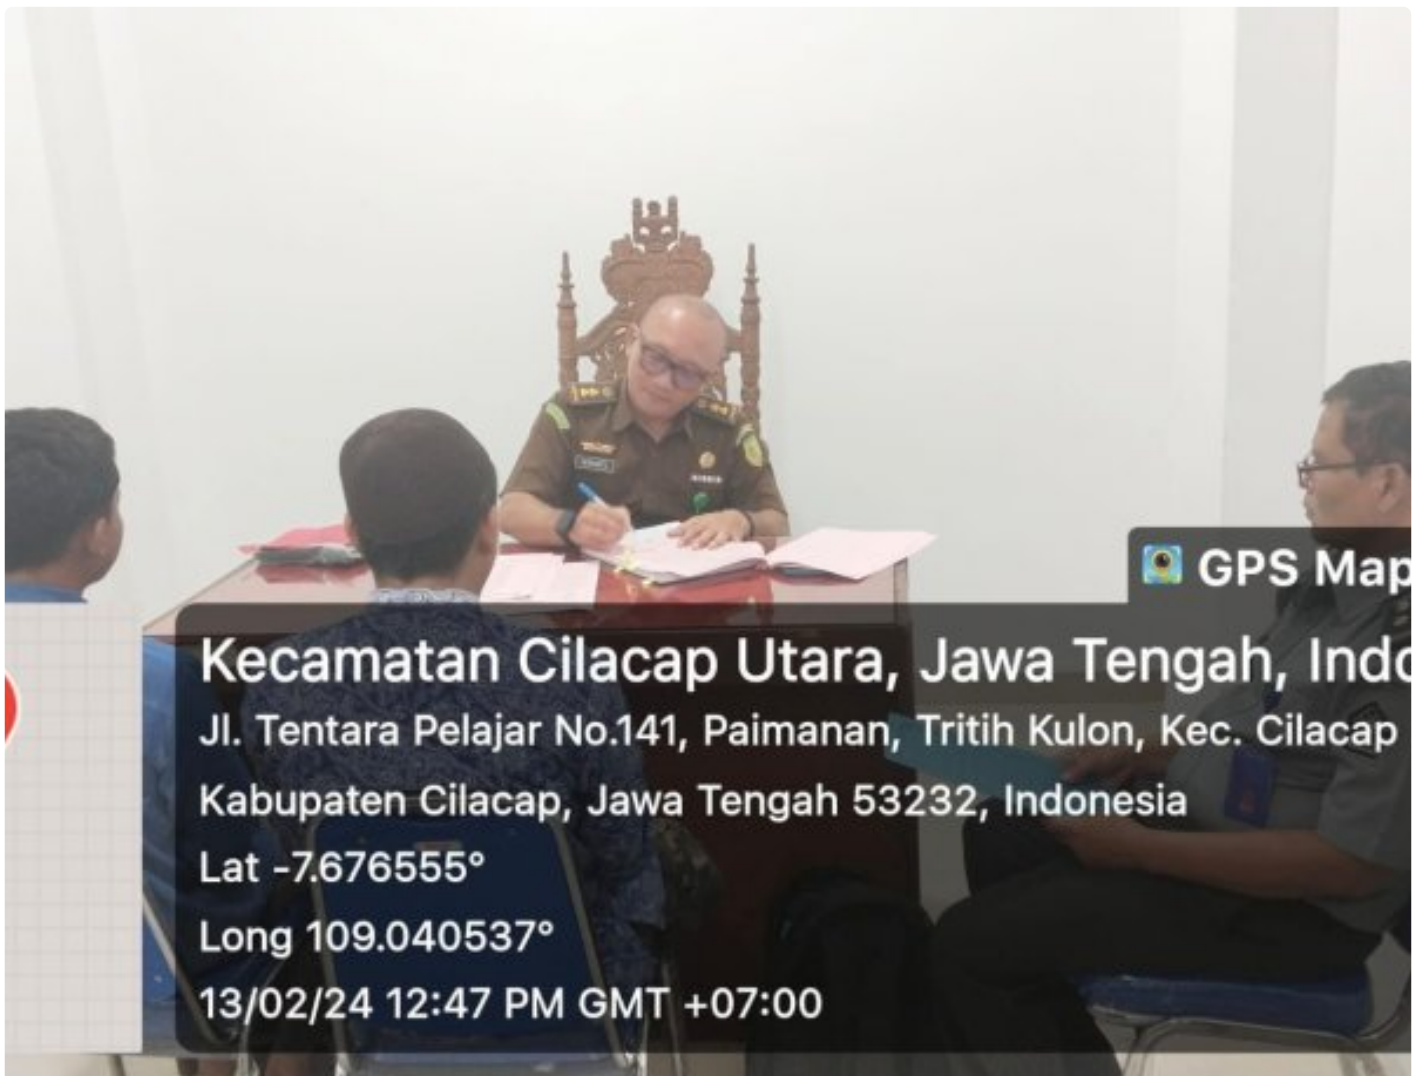 GPS Map
Kecamatan Cilacap Utara, Jawa Tengah, Indo
Jl. Tentara Pelajar No.141, Paimanan, Tritih Kulon, Kec. Cilacap
Kabupaten Cilacap, Jawa Tengah 53232, Indonesia
Lat -7.676555°
Long 109.040537°
13/02/24 12:47 PM GMT +07:00